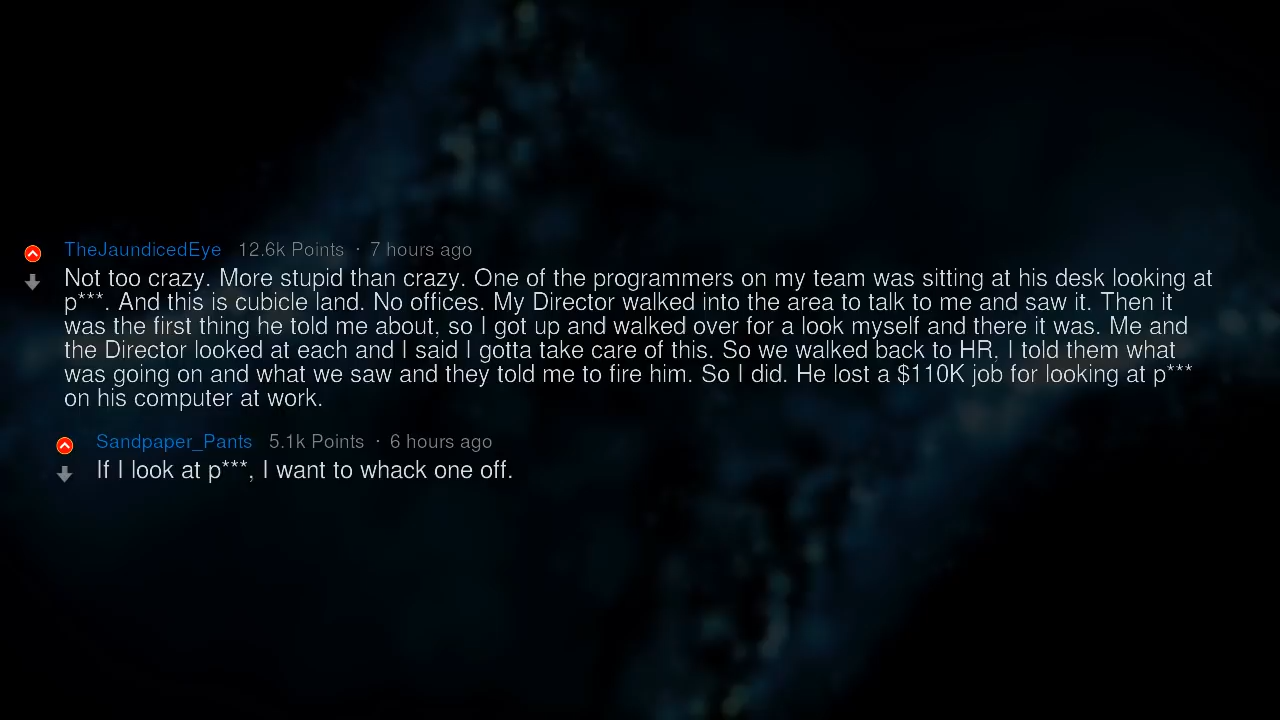 TheJaundicedEye 12.6k Points · 7 hours ago
Not too crazy. More stupid than crazy. One of the programmers on my team was sitting at his desk looking at
p***. And this is cubicle land. No offices. My Director walked into the area to talk to me and saw it. Then it
was the first thing he told me about, so I got up and walked over for a look myself and there it was. Me and
the Director looked at each and I said I gotta take care of this. So we walked back to HR, I told them what
was going on and what we saw and they told me to fire him. So I did. He lost a $110K job for looking at p***
on his computer at work.
Sandpaper_Pants 5.1k Points · 6 hours ago
If I look at p***, I want to whack one off.